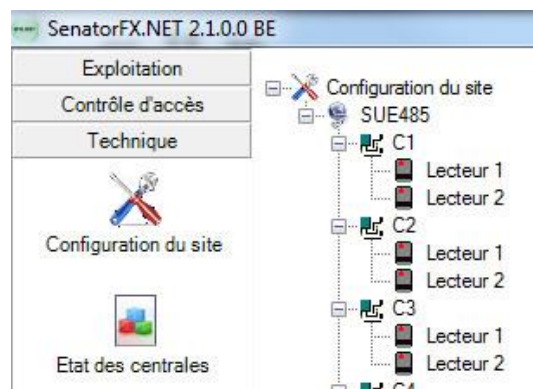 SenatorFX.NET 2.1.0.0 BE
Exploitation
Contrôle d'accès
Technique
Configuration du site
Etat des centrales
Configuration du site
SUE485
C1
Lecteur 1
Lecteur 2
C2
Lecteur 1
Lecteur 2
C3
Lecteur 1
Lecteur 2
C4